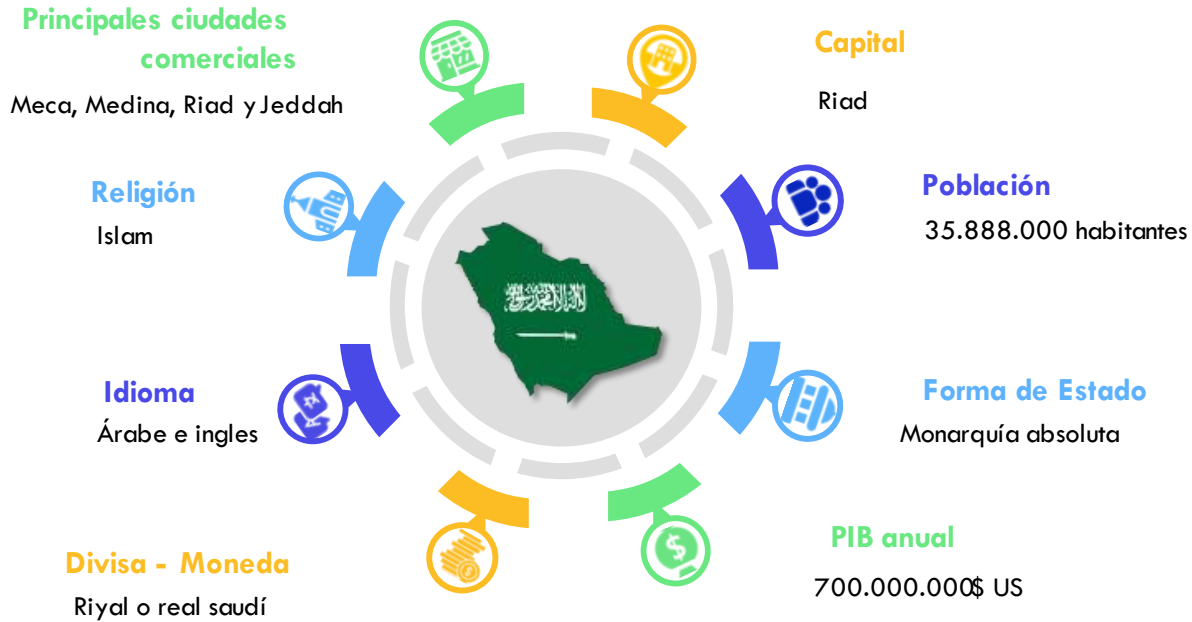 Principales ciudades
comerciales
Meca, Medina, Riad y Jeddah
Capital
Riad
Religión
Islam
Población
35.888.000 habitantes
Idioma
Árabe e ingles
Forma de Estado
Monarquía absoluta
Divisa - Moneda
Riyal o real saudí
PIB anual
700.000.000$ US